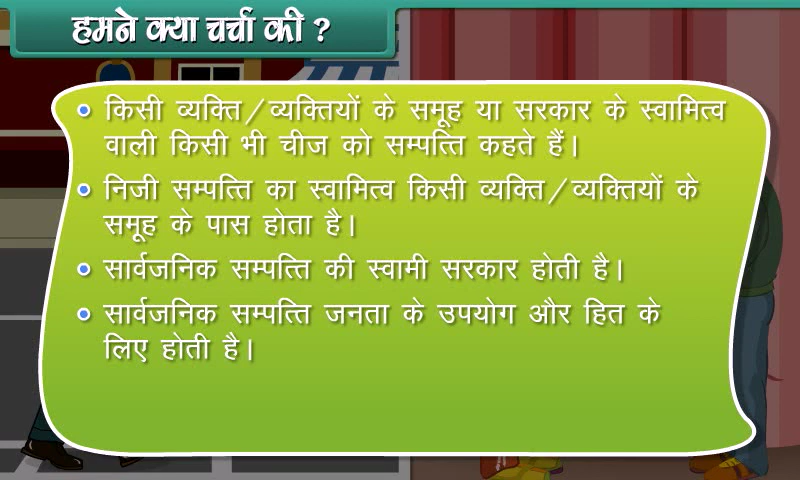 हमने क्या चर्चा की ?
किसी व्यक्ति/व्यक्तियों के समूह या सरकार के स्वामित्व
वाली किसी भी चीज को सम्पत्ति कहते हैं।
निजी सम्पत्ति का स्वामित्व किसी व्यक्ति/व्यक्तियों के
समूह के पास होता है।
सार्वजनिक सम्पत्ति की स्वामी सरकार होती है।
सार्वजनिक सम्पत्ति जनता के उपयोग और हित के
लिए होती है।